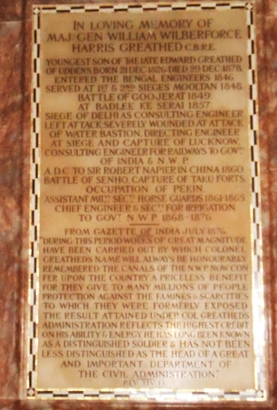 IN LOVING MEMORY OF
MAJ: GEN WILLIAM WILBERFORCE
HARRIS GREATHED C.B.R.E.
YOUNGEST SON OF THE LATE EDWARD GREATHED
OF UDDENS BORN 21 DEC 1826 DIED 29 DEC 1878.
ENTERED THE BENGAL ENGINEERS 1846.
SERVED AT 1ST & 2ND SIEGES MOOLTAN 1848.
BATTLE OF GOOJERAT 1849.
AT BADLEE KE SERAI 1857.
SIEGE OF DELHI AS CONSULTING ENGINEER
LEFT ATTACK SEVERELY WOUNDED AT ATTACK
OF WATER BASTION. DIRECTING ENGINEER
AT SIEGE AND CAPTURE OF LUCKNOW.
CONSULTING ENGINEER FOR RAILWAYS TO GOVT
OF INDIA & N.W.P.
A.D.C TO SIR ROBERT NAPIER IN CHINA 1860.
BATTLE OF SENHO. CAPTURE OF TAKU FORTS.
OCCUPATION OF PEKIN.
ASSISTANT MILY SECY HORSE GUARDS 1861-1865
CHIEF ENGINEER & SECY FOR IRRIGATION
TO GOVT N.W.P. 1868-1876.
FROM GAZETTE OF INDIA JULY 1876.
"DURING THIS PERIOD WORKS OF GREAT MAGNITUDE
HAVE BEEN CARRIED OUT BY WHICH COLONEL
GREATHEDS NAME WILL ALWAYS BE HONOURABLY
REMEMBERED THE CANALS OF THE N.W.P NOW CON
FER UPON THE COUNTRY A PRICELESS BENEFIT
FOR THEY GIVE TO MANY MILLIONS OF PEOPLE
PROTECTION AGAINST THE FAMINES & SCARCITIES
TO WHICH THEY WERE FORMERLY EXPOSED
THE RESULT ATTAINED UNDER COL GREATHEDS
ADMINISTRATION REFLECTS THE HIGHEST CREDIT
ON HIS ABILITY & ENERGY HE HAS LONG BEEN KNOWN
AS A DISTINGUISHED SOLDIER & HAS NOT BEEN
LESS DISTINGUISHED AS THE HEAD OF A GREAT
AND IMPORTANT DEPARTMENT OF
THE CIVIL ADMINISTRATION"